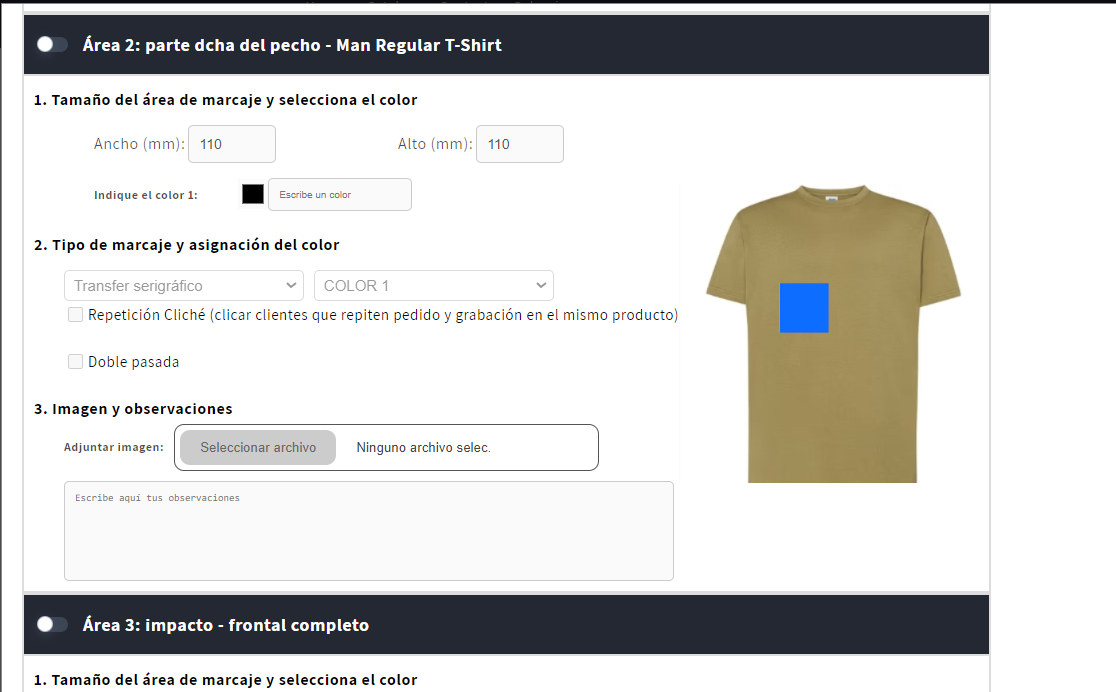 Área 2: parte dcha del pecho - Man Regular T-Shirt
1. Tamaño del área de marcaje y selecciona el color
Ancho (mm): 110 Alto (mm): 110
Indique el color 1: Escribe un color
2. Tipo de marcaje y asignación del color
Transfer serigráfico COLOR 1
Repetición Cliché (clicar clientes que repiten pedido y grabación en el mismo producto)
Doble pasada
3. Imagen y observaciones
Adjuntar imagen: Seleccionar archivo Ninguno archivo selec.
Escribe aquí tus observaciones
Área 3: impacto - frontal completo
1. Tamaño del área de marcaje y selecciona el color